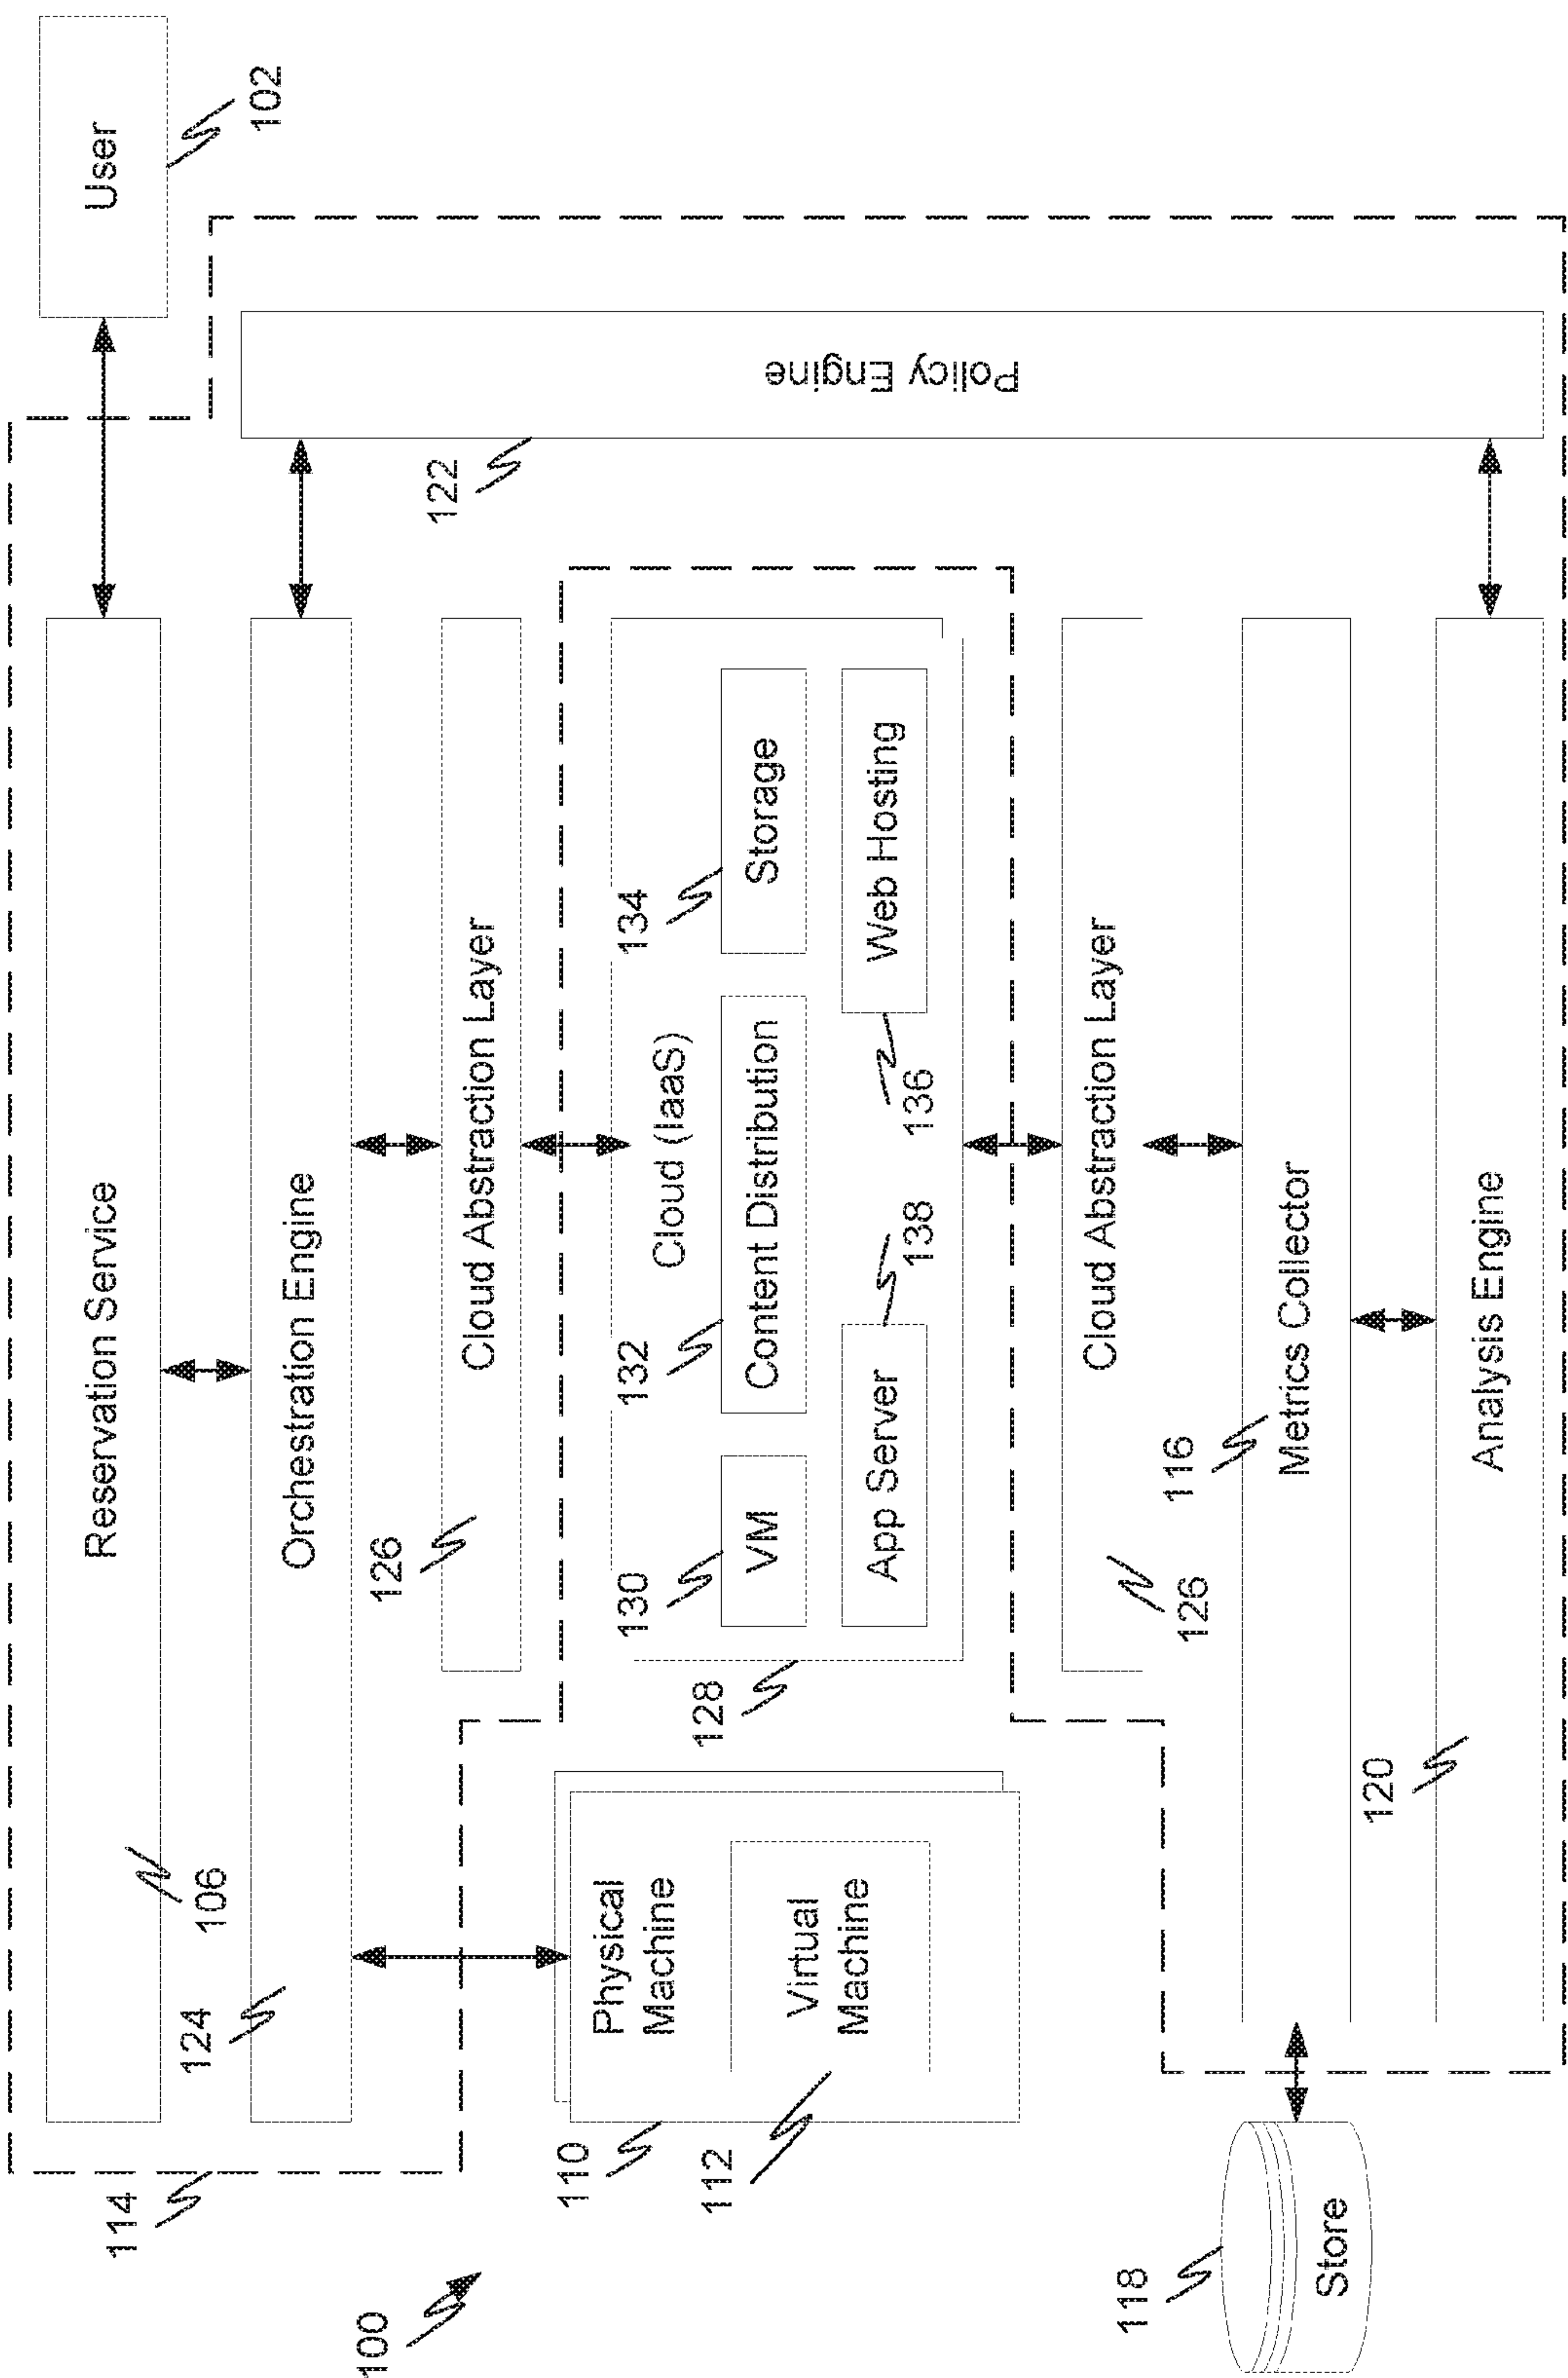 User
102
Reservation Service
106
114
Orchestration Engine
124
Policy Engine
122
Cloud Abstraction Layer
126
100
Cloud (IaaS)
128
130
VM
132
Content Distribution
134
Storage
App Server
138
Web Hosting
136
Physical
Machine
110
Virtual
Machine
112
Cloud Abstraction Layer
126
116
Metrics Collector
118
Store
120
Analysis Engine